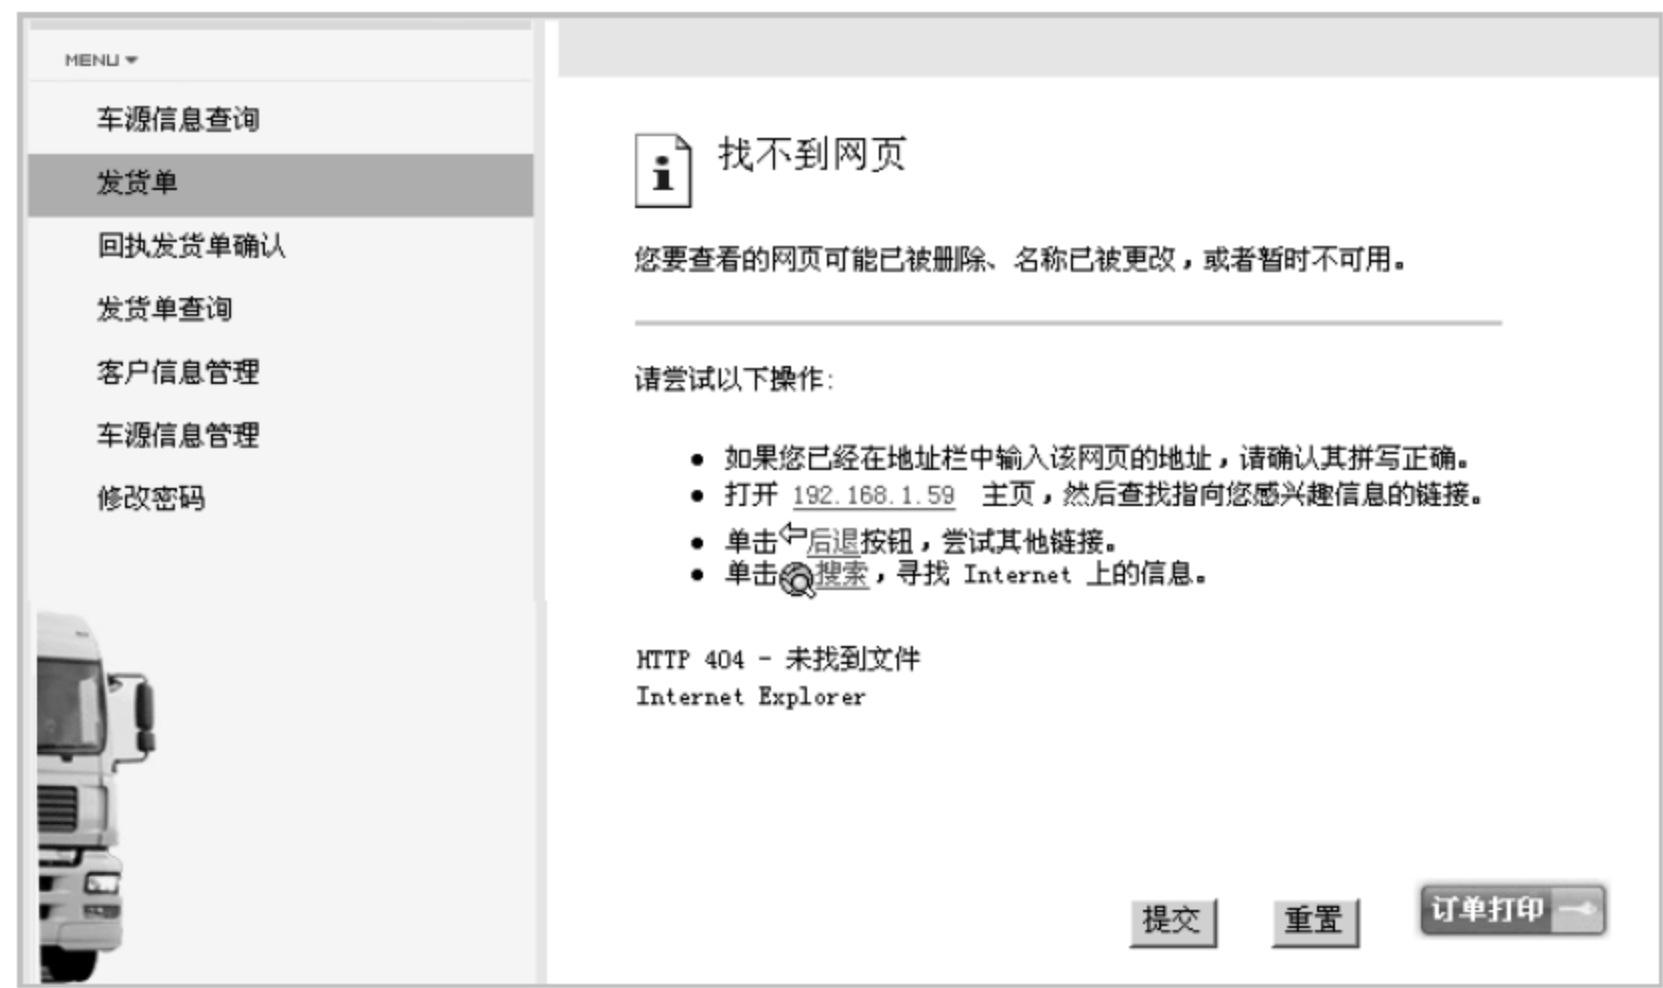 MENU
车源信息查询
发货单
回执发货单确认
发货单查询
客户信息管理
车源信息管理
修改密码
找不到网页
您要查看的网页可能已被删除、名称已被更改，或者暂时不可用。
请尝试以下操作:
● 如果您已经在地址栏中输入该网页的地址，请确认其拼写正确。
● 打开 192.168.1.59 主页，然后查找指向您感兴趣信息的链接。
● 单击后退按钮，尝试其他链接。
● 单击搜索，寻找 Internet 上的信息。
HTTP 404 - 未找到文件
Internet Explorer
提交 重置 订单打印